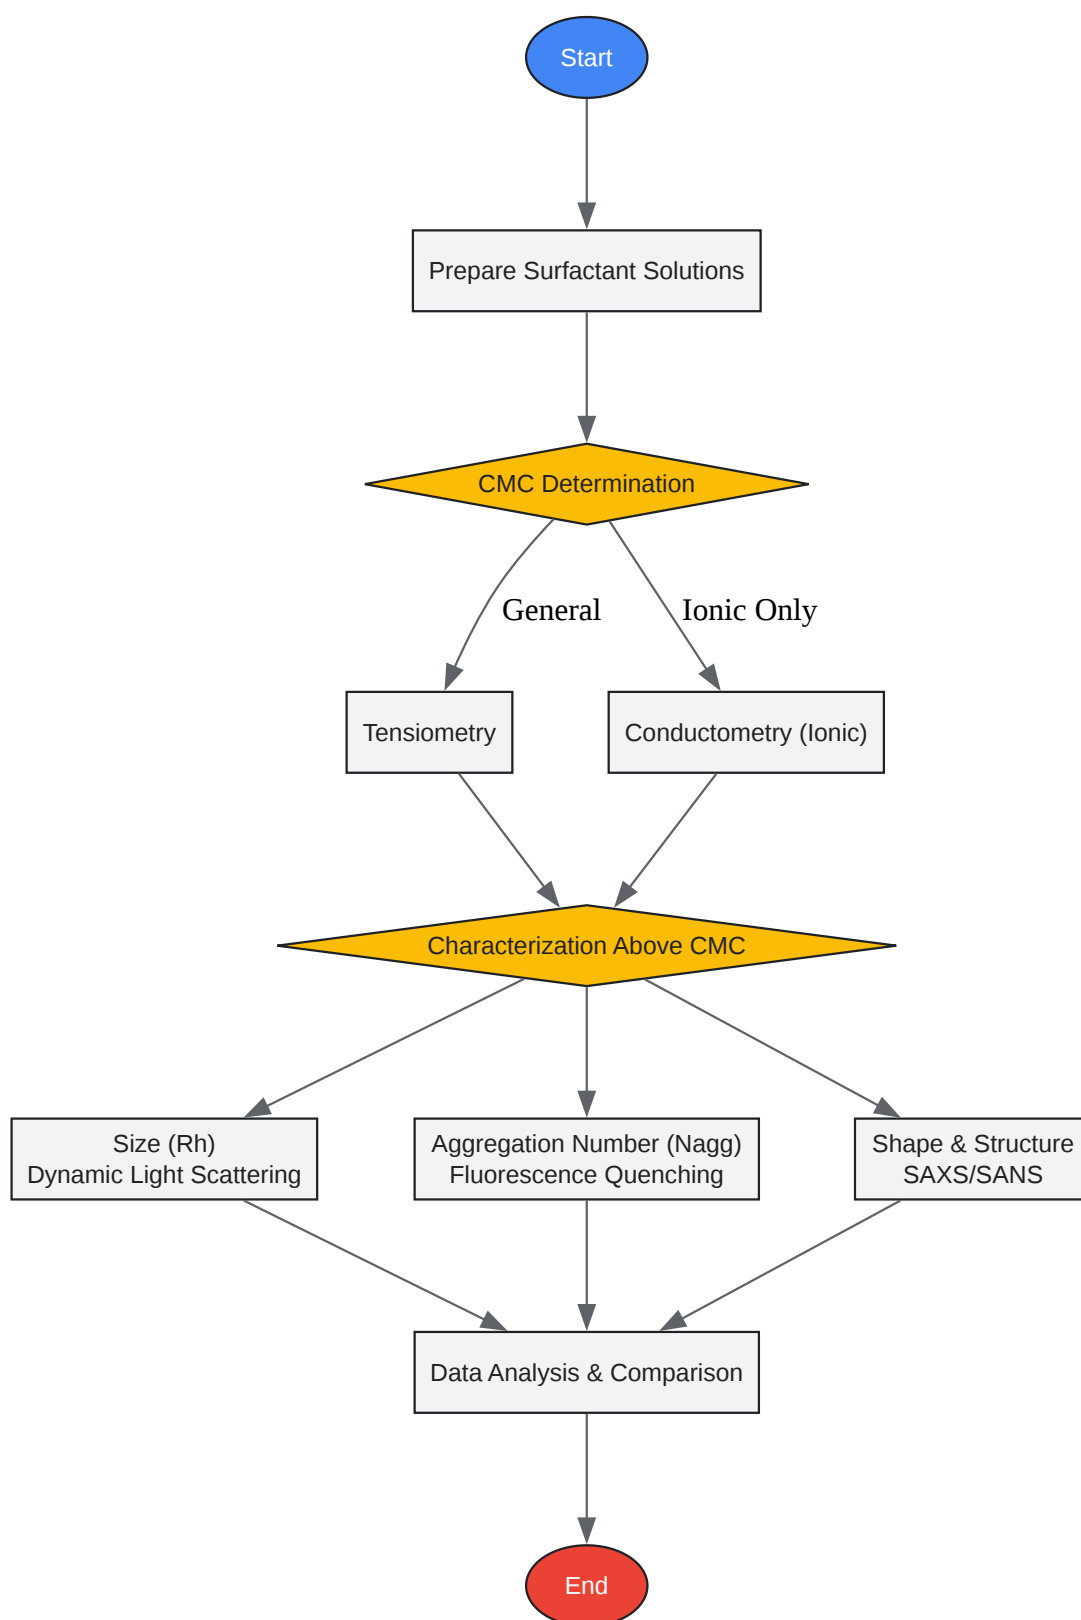 Start
Prepare Surfactant Solutions
CMC Determination
General
Ionic Only
Tensiometry
Conductometry (Ionic)
Characterization Above CMC
Size (Rh)
Dynamic Light Scattering
Aggregation Number (Nagg)
Fluorescence Quenching
Shape & Structure
SAXS/SANS
Data Analysis & Comparison
End